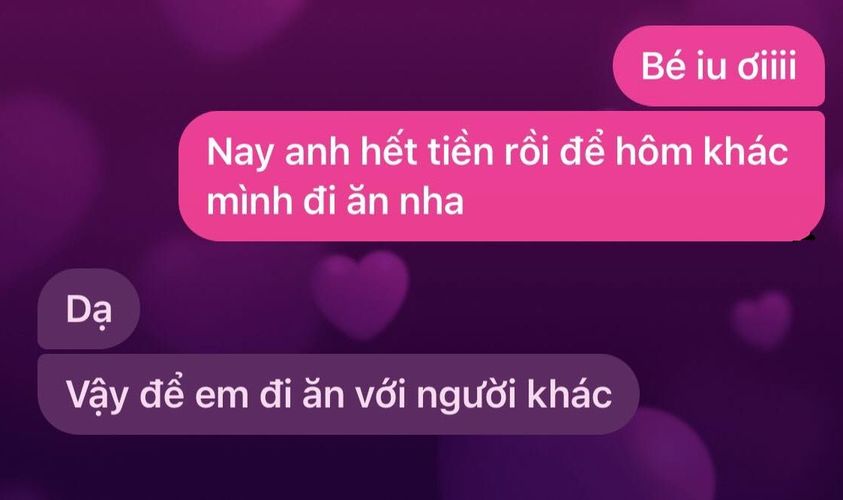 Bé iu ơiiii
Nay anh hết tiền rồi để hôm khác
mình đi ăn nha
Dạ
Vậy để em đi ăn với người khác